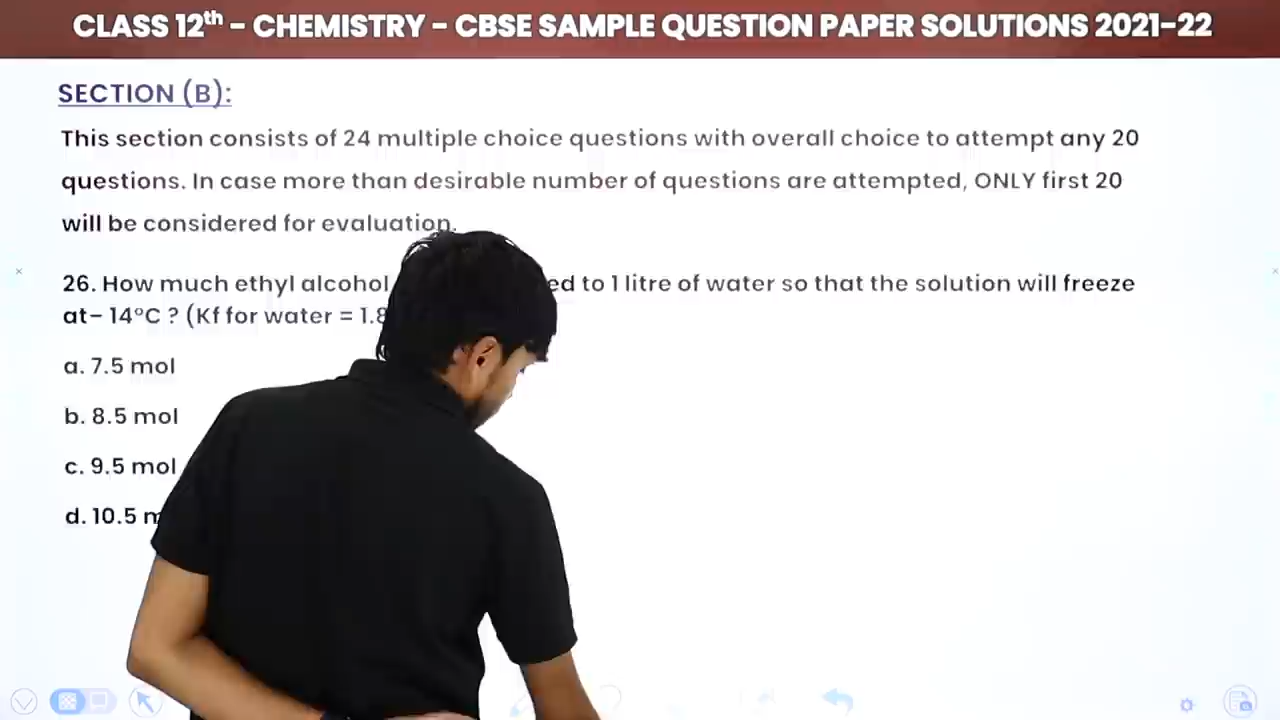 CLASS 12th - CHEMISTRY - CBSE SAMPLE QUESTION PAPER SOLUTIONS 2021-22
SECTION (B):
This section consists of 24 multiple choice questions with overall choice to attempt any 20
questions. In case more than desirable number of questions are attempted, ONLY first 20
will be considered for evaluation.
26. How much ethyl alcohol ed to 1 litre of water so that the solution will freeze
at– 14°C ? (Kf for water = 1.8
a. 7.5 mol
b. 8.5 mol
c. 9.5 mol
d. 10.5 m